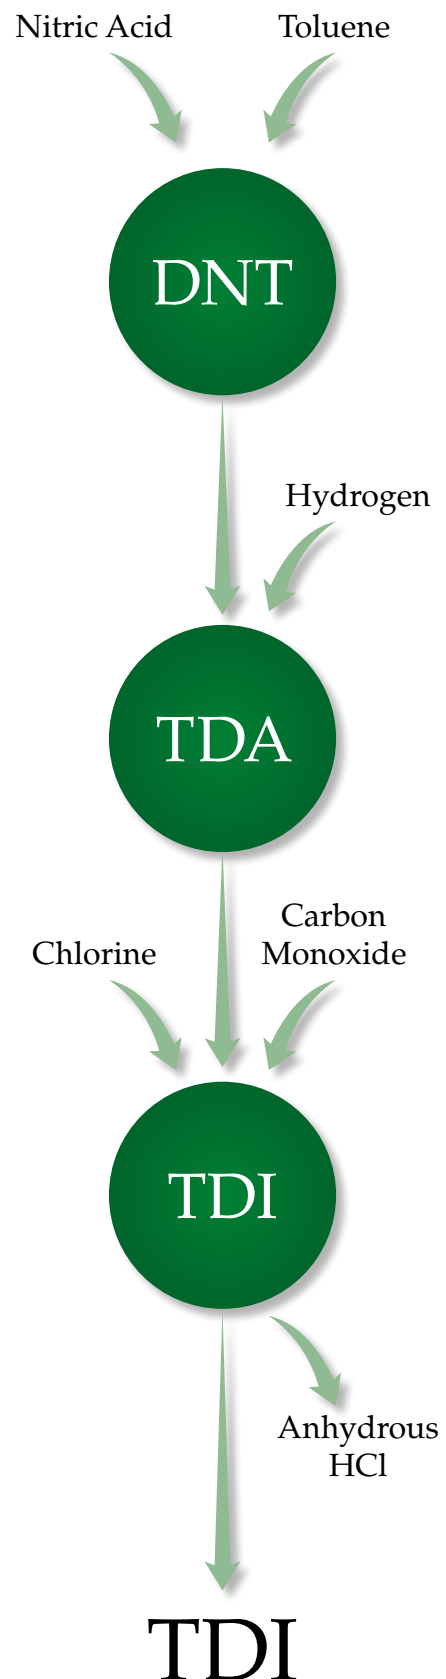 Nitric Acid
Toluene
DNT
Hydrogen
TDA
Chlorine
Carbon
Monoxide
TDI
Anhydrous
HCl
TDI